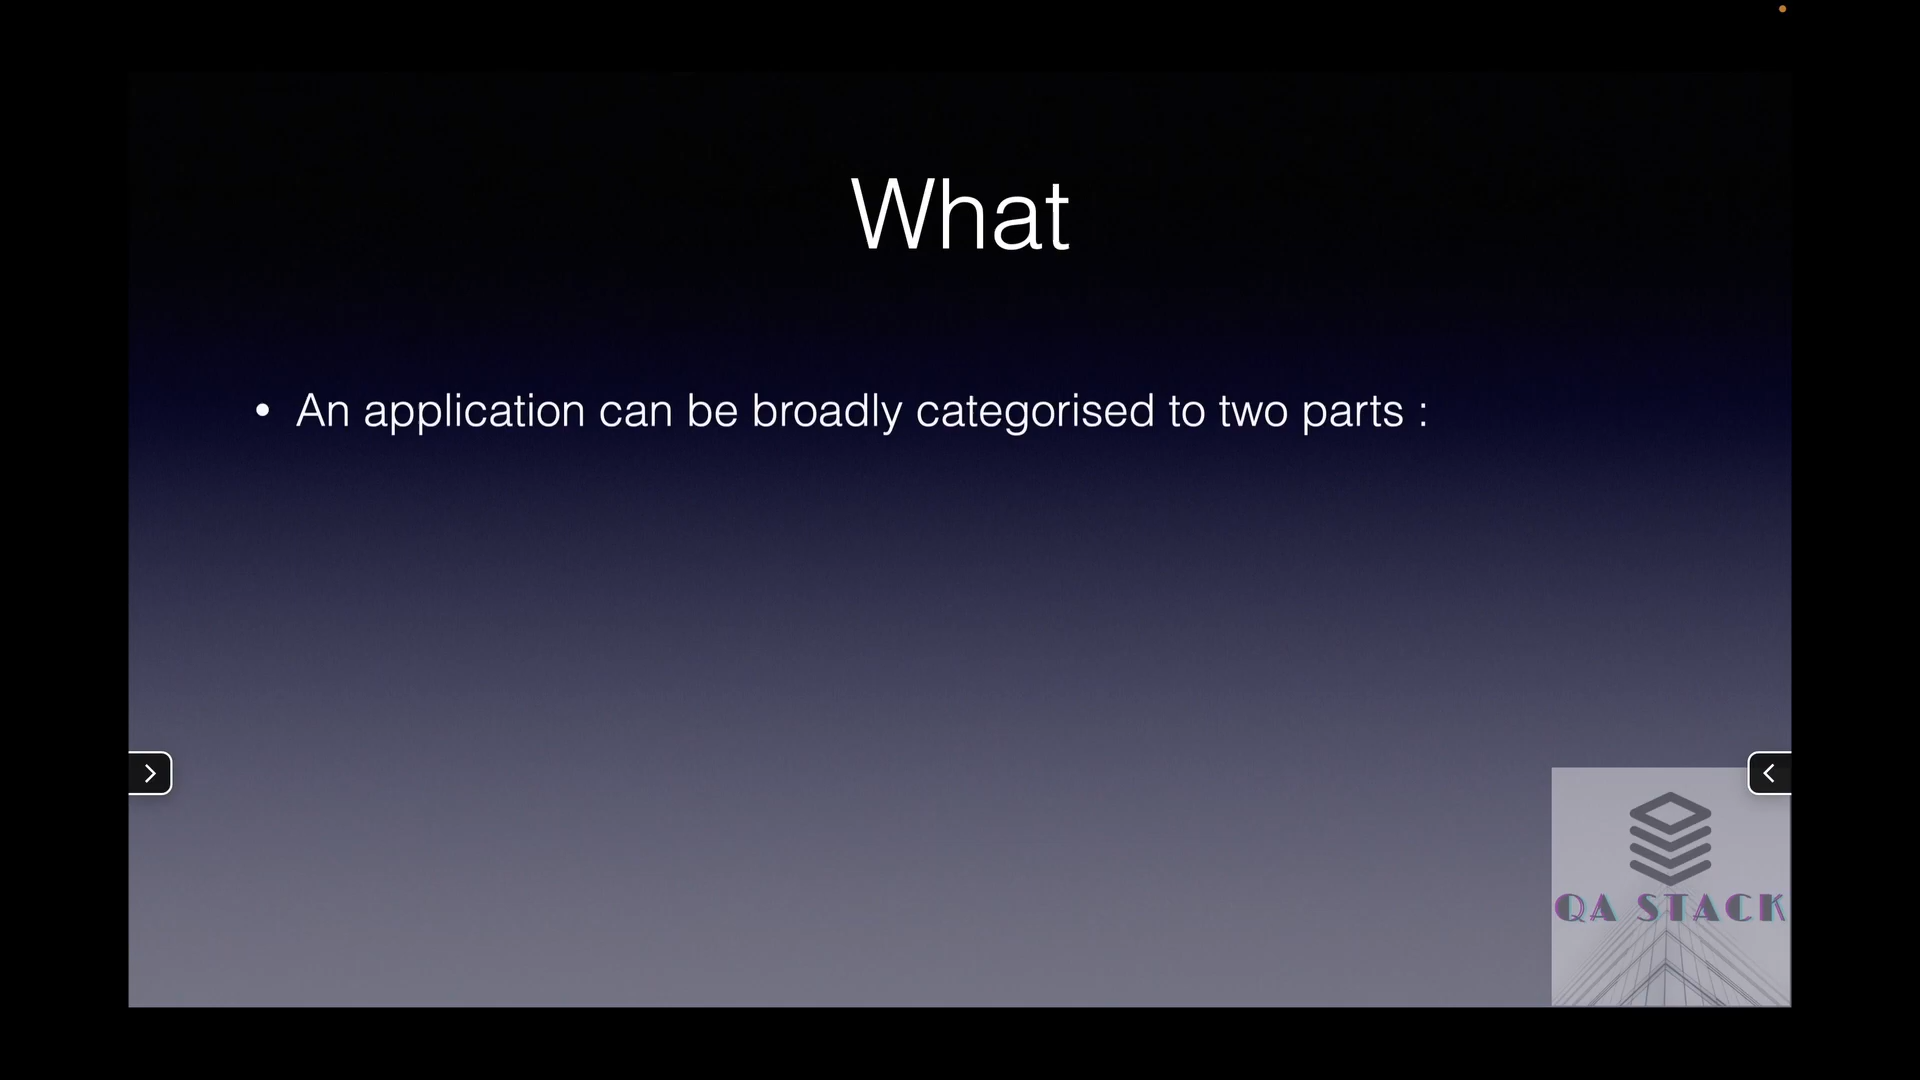 What
• An application can be broadly categorised to two parts :
QA STACK